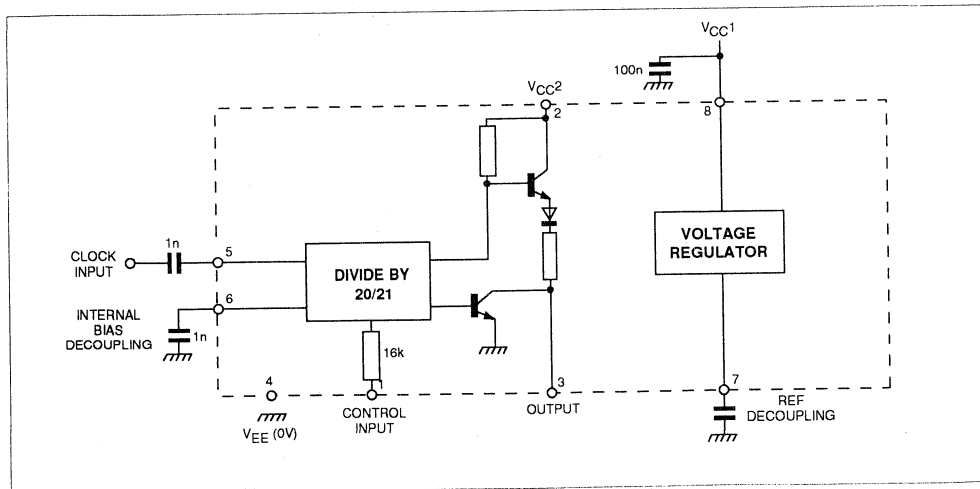 VCC1
100n
VCC2
2
8
1n
5
CLOCK
INPUT
DIVIDE BY
20/21
VOLTAGE
REGULATOR
6
INTERNAL
BIAS
DECOUPLING
1n
16k
4
1
3
7
VEE (0V)
CONTROL
INPUT
OUTPUT
REF
DECOUPLING